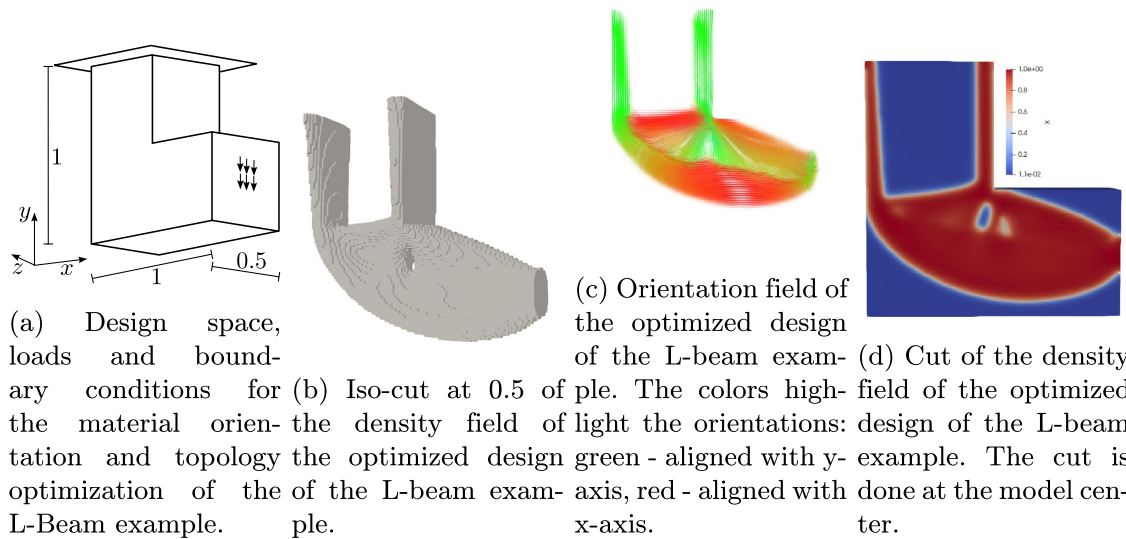 1
y
z
x
1
0.5
(a) Design space,
loads and bound-
ary conditions for
the material orien-
tation and topology
optimization of the
L-Beam example.
(b) Iso-cut at 0.5 of
the density field of
the optimized design
of the L-beam exam-
ple.
(c) Orientation field of
the optimized design
of the L-beam exam-
ple. The colors high-
light the orientations:
green - aligned with y-
axis, red - aligned with
x-axis.
1.0e+00
0.8
0.6
0.4
0.2
1.1e-02
x
(d) Cut of the density
field of the optimized
design of the L-beam
example. The cut is
done at the model cen-
ter.